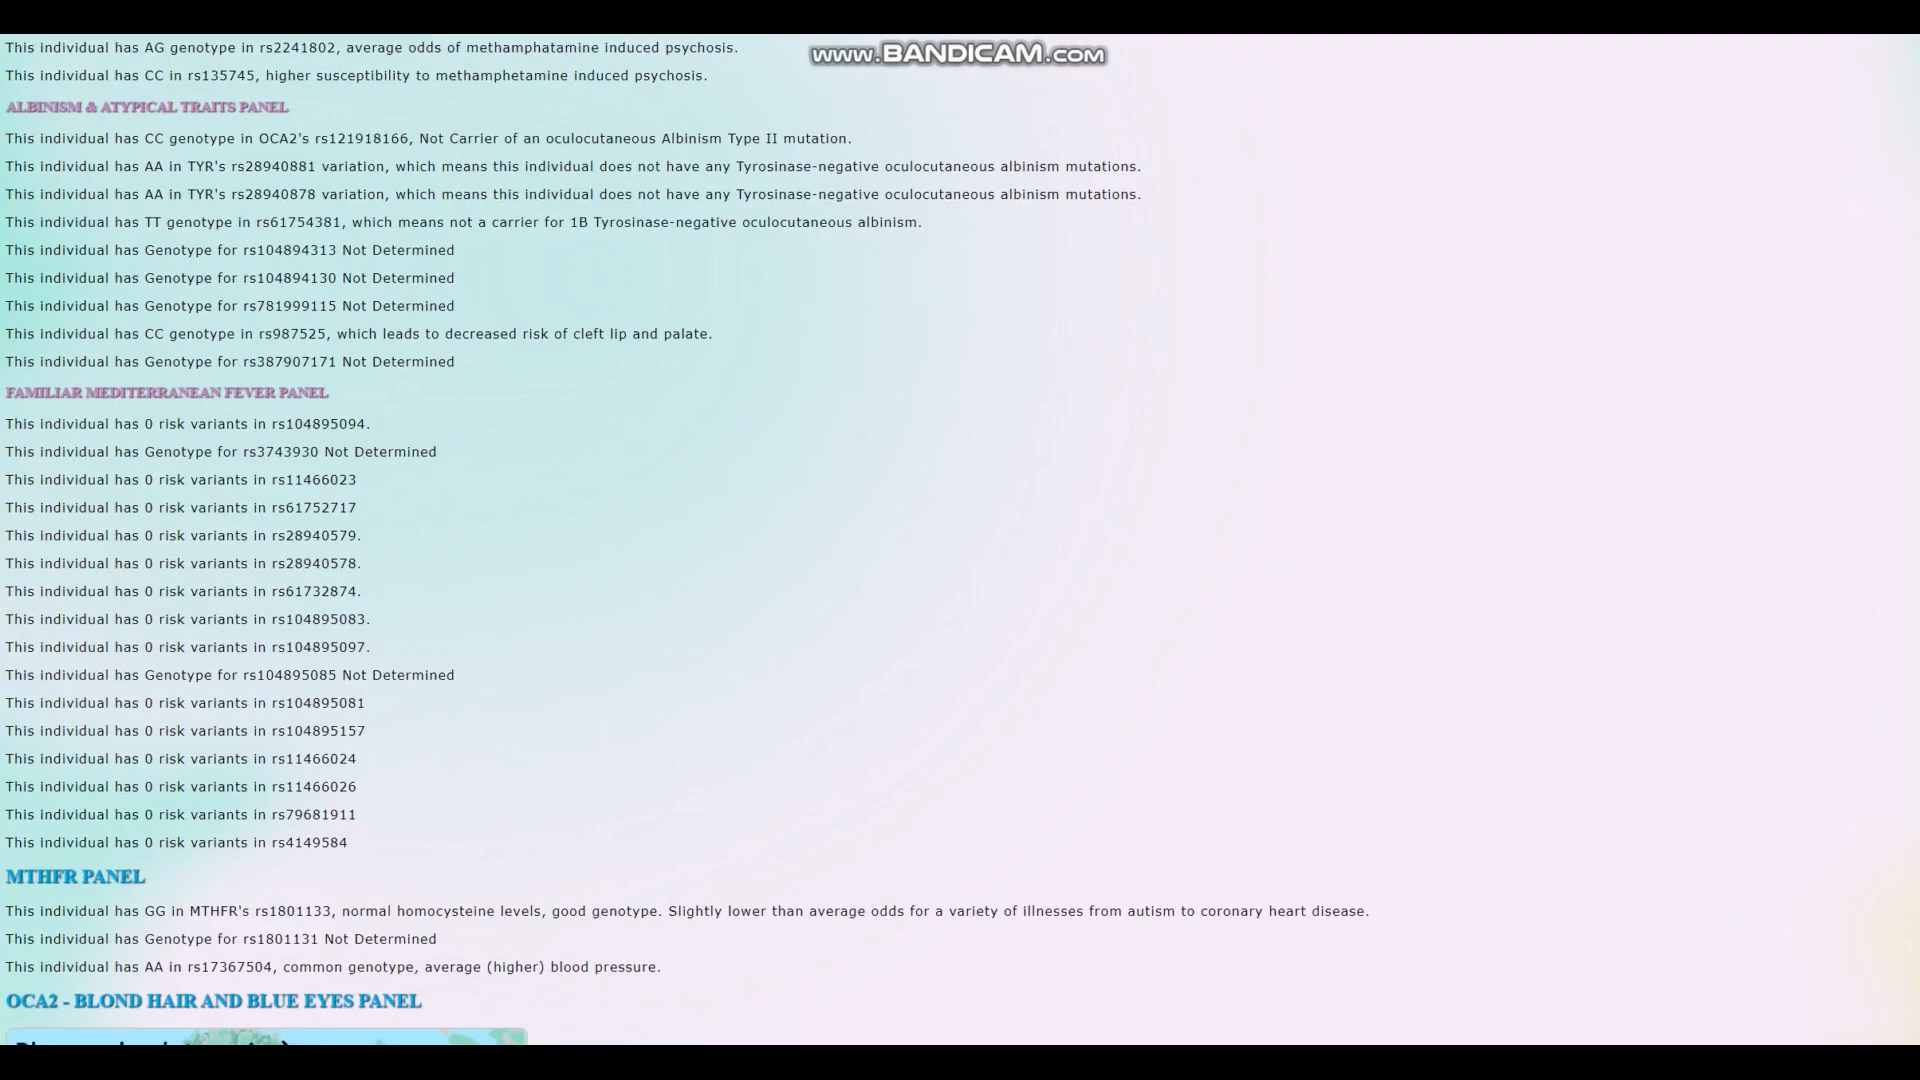 www.BANDICAM.com
This individual has AG genotype in rs2241802, average odds of methamphatamine induced psychosis.
This individual has CC in rs135745, higher susceptibility to methamphetamine induced psychosis.
ALBINISM & ATYPICAL TRAITS PANEL
This individual has CC genotype in OCA2's rs121918166, Not Carrier of an oculocutaneous Albinism Type II mutation.
This individual has AA in TYR's rs28940881 variation, which means this individual does not have any Tyrosinase-negative oculocutaneous albinism mutations.
This individual has AA in TYR's rs28940878 variation, which means this individual does not have any Tyrosinase-negative oculocutaneous albinism mutations.
This individual has TT genotype in rs61754381, which means not a carrier for 1B Tyrosinase-negative oculocutaneous albinism.
This individual has Genotype for rs104894313 Not Determined
This individual has Genotype for rs104894130 Not Determined
This individual has Genotype for rs781999115 Not Determined
This individual has CC genotype in rs987525, which leads to decreased risk of cleft lip and palate.
This individual has Genotype for rs387907171 Not Determined
FAMILIAR MEDITERRANEAN FEVER PANEL
This individual has 0 risk variants in rs104895094.
This individual has Genotype for rs3743930 Not Determined
This individual has 0 risk variants in rs11466023
This individual has 0 risk variants in rs61752717
This individual has 0 risk variants in rs28940579.
This individual has 0 risk variants in rs28940578.
This individual has 0 risk variants in rs61732874.
This individual has 0 risk variants in rs104895083.
This individual has 0 risk variants in rs104895097.
This individual has Genotype for rs104895085 Not Determined
This individual has 0 risk variants in rs104895081
This individual has 0 risk variants in rs104895157
This individual has 0 risk variants in rs11466024
This individual has 0 risk variants in rs11466026
This individual has 0 risk variants in rs79681911
This individual has 0 risk variants in rs4149584
MTHFR PANEL
This individual has GG in MTHFR's rs1801133, normal homocysteine levels, good genotype. Slightly lower than average odds for a variety of illnesses from autism to coronary heart disease.
This individual has Genotype for rs1801131 Not Determined
This individual has AA in rs17367504, common genotype, average (higher) blood pressure.
OCA2 - BLOND HAIR AND BLUE EYES PANEL